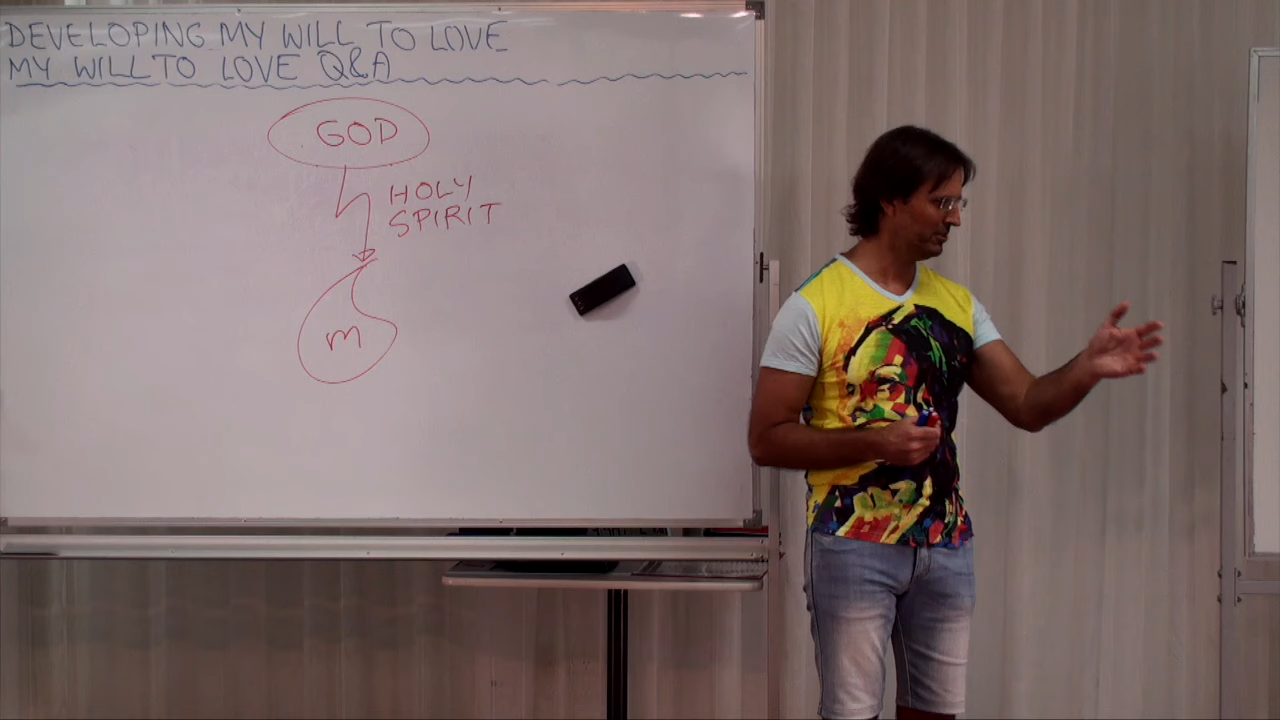 DEVELOPING MY WILL TO LOVE
MY WILL TO LOVE Q&A
GOD
HOLY
SPIRIT
m